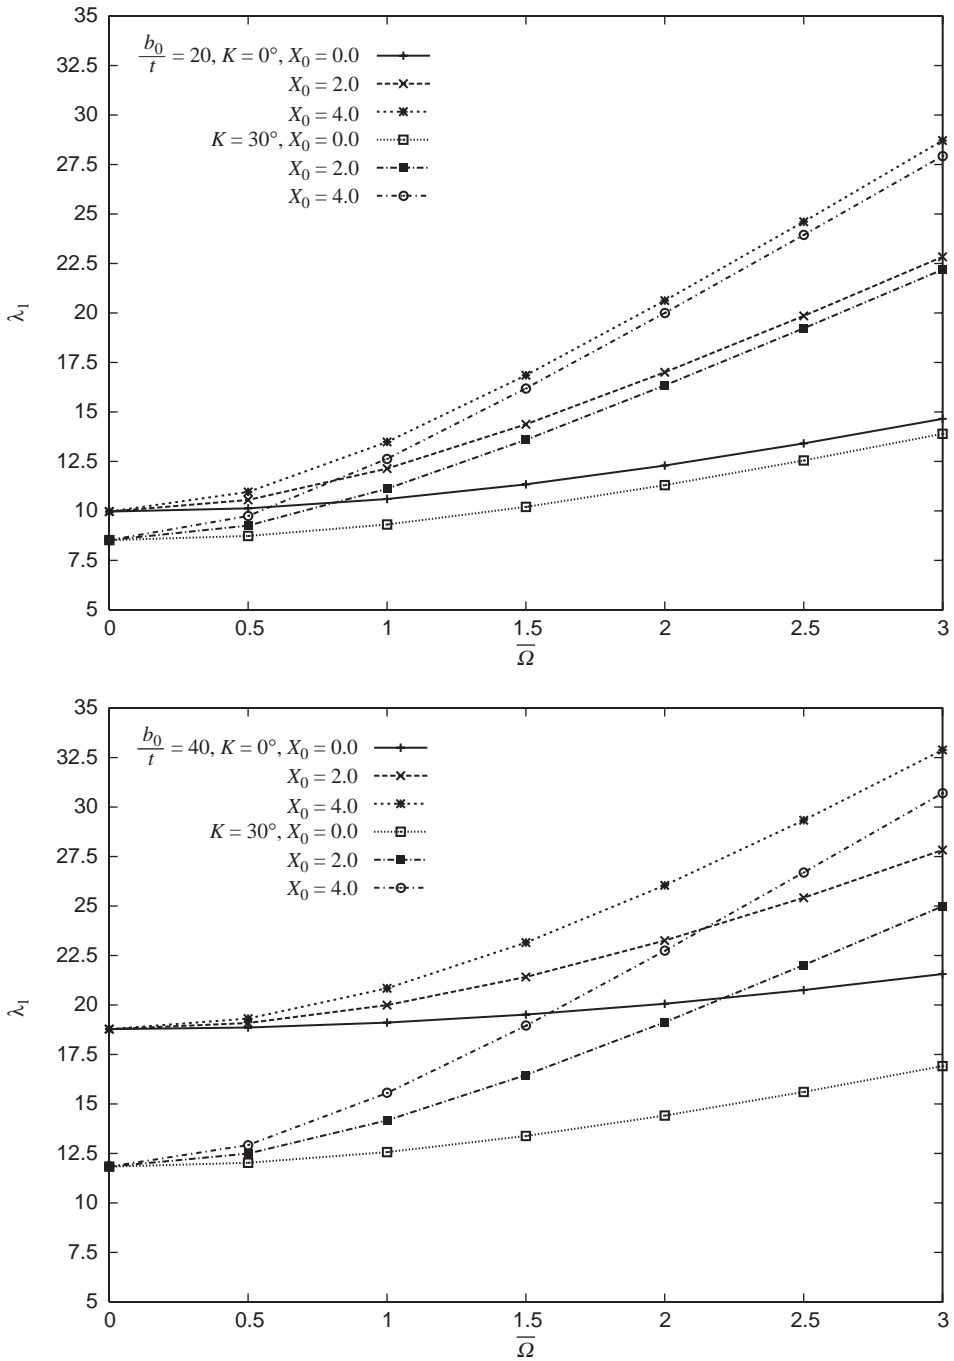 35
32.5
30
27.5
25
22.5
20
17.5
15
12.5
10
7.5
5
λ₁
b₀/t = 20, K = 0°, X₀ = 0.0
X₀ = 2.0
X₀ = 4.0
K = 30°, X₀ = 0.0
X₀ = 2.0
X₀ = 4.0
0 0.5 1 1.5 2 2.5 3
Ω̅
35
32.5
30
27.5
25
22.5
20
17.5
15
12.5
10
7.5
5
λ₁
b₀/t = 40, K = 0°, X₀ = 0.0
X₀ = 2.0
X₀ = 4.0
K = 30°, X₀ = 0.0
X₀ = 2.0
X₀ = 4.0
0 0.5 1 1.5 2 2.5 3
Ω̅